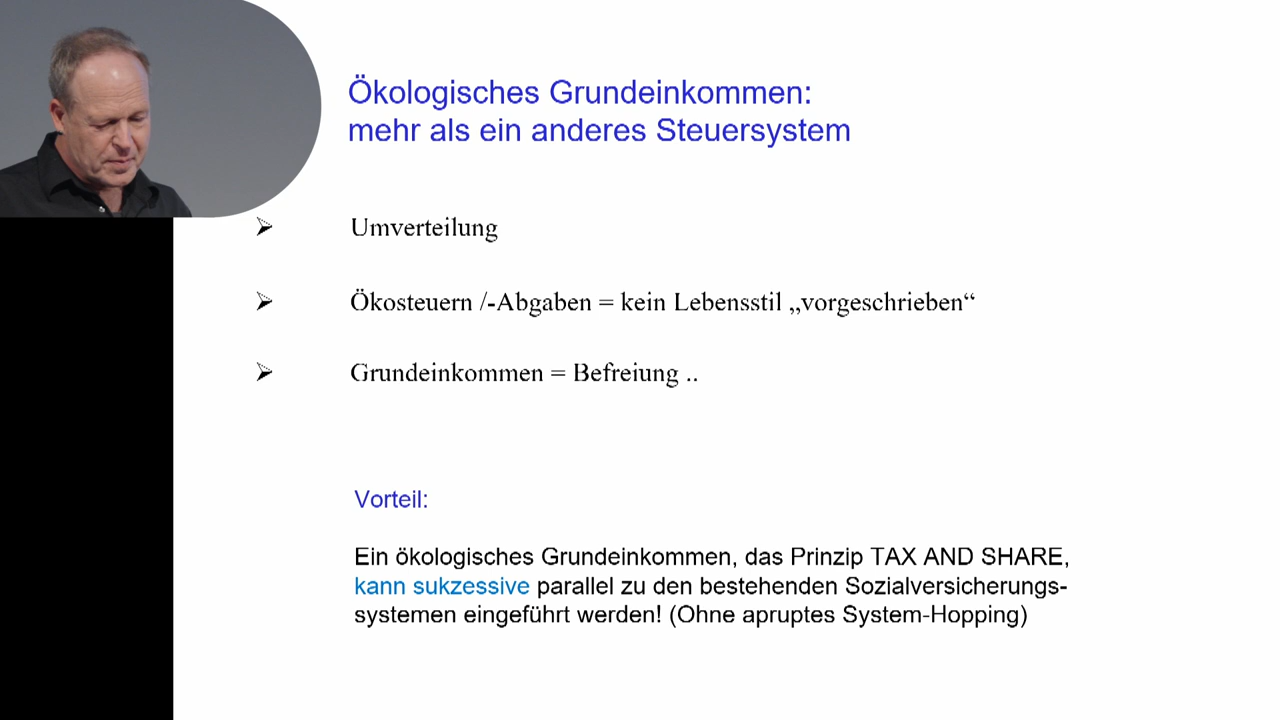 Ökologisches Grundeinkommen:
mehr als ein anderes Steuersystem
Umverteilung
Ökosteuern /-Abgaben = kein Lebensstil „vorgeschrieben“
Grundeinkommen = Befreiung ..
Vorteil:
Ein ökologisches Grundeinkommen, das Prinzip TAX AND SHARE,
kann sukzessive parallel zu den bestehenden Sozialversicherungs-
systemen eingeführt werden! (Ohne apruptes System-Hopping)